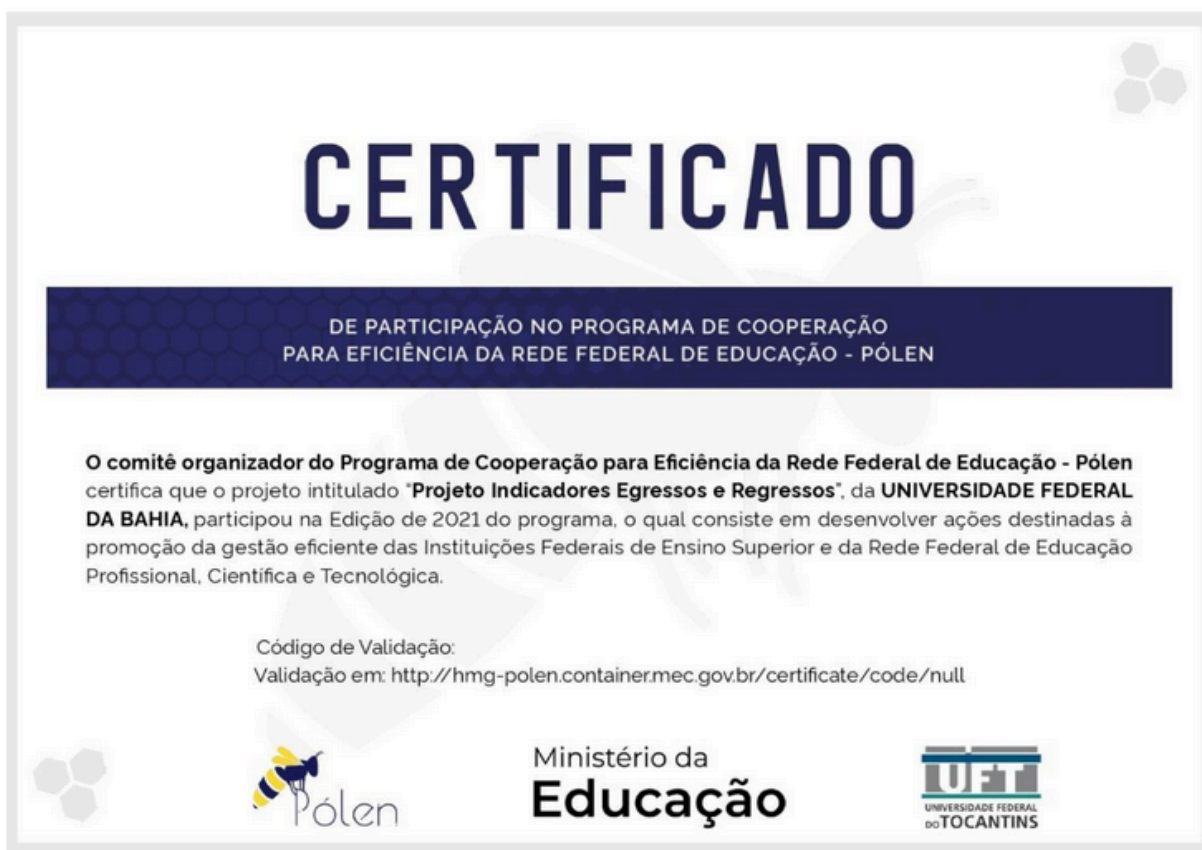 CERTIFICADO
DE PARTICIPAÇÃO NO PROGRAMA DE COOPERAÇÃO
PARA EFICIÊNCIA DA REDE FEDERAL DE EDUCAÇÃO - PÓLEN
O comitê organizador do Programa de Cooperação para Eficiência da Rede Federal de Educação - Pólen
certifica que o projeto intitulado "Projeto Indicadores Egressos e Regressos", da UNIVERSIDADE FEDERAL
DA BAHIA, participou na Edição de 2021 do programa, o qual consiste em desenvolver ações destinadas à
promoção da gestão eficiente das Instituições Federais de Ensino Superior e da Rede Federal de Educação
Profissional, Científica e Tecnológica.
Código de Validação:
Validação em: http://hmg-polen.container.mec.gov.br/certificate/code/null
Pólen
Ministério da
Educação
UFT
UNIVERSIDADE FEDERAL
DO TOCANTINS